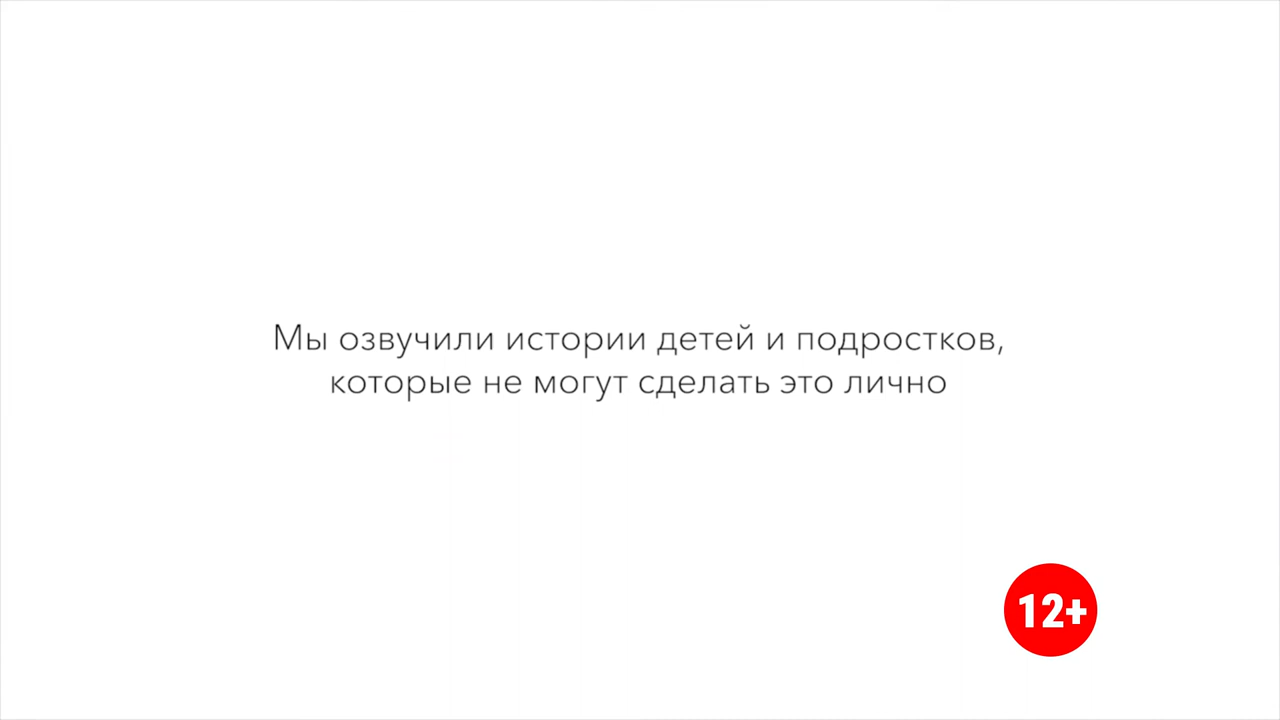 Мы озвучили истории детей и подростков,
которые не могут сделать это лично
12+